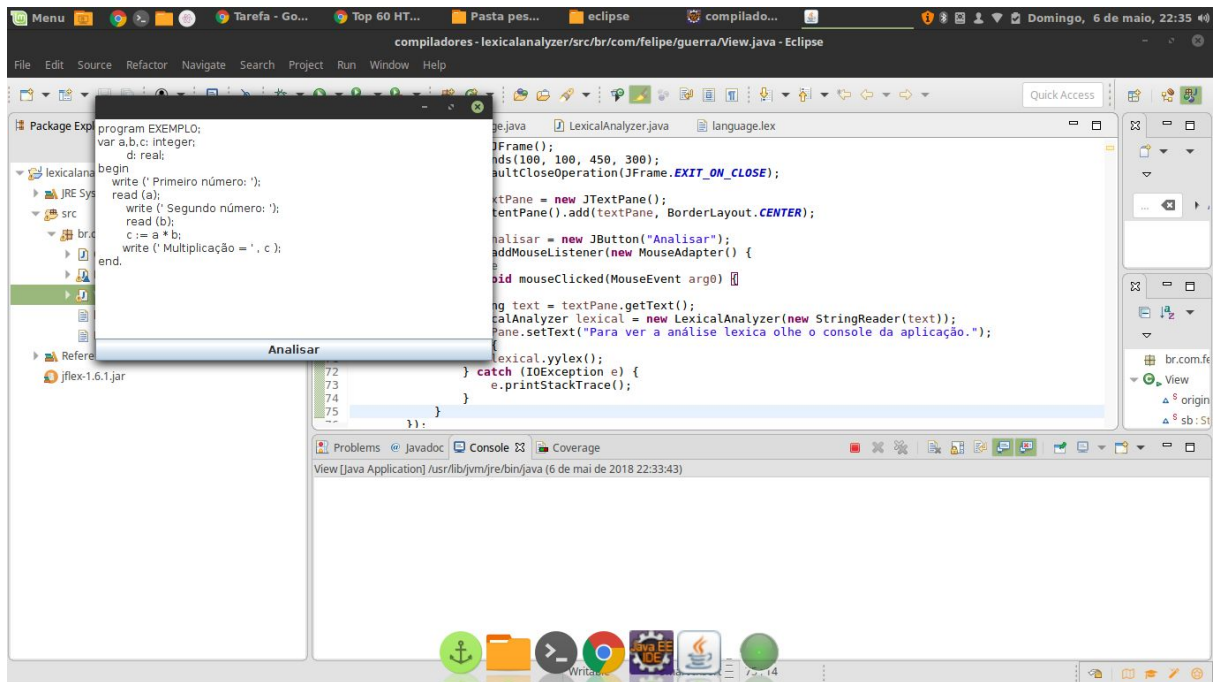 Menu
Tarefa - Go...
Top 60 HT...
Pasta pes...
eclipse
compilado...
Domingo, 6 de maio, 22:35
compiladores - lexicalanalyzer/src/br/com/felipe/guerra/View.java - Eclipse
File Edit Source Refactor Navigate Search Project Run Window Help
Quick Access
Package Expl
lexicalana
JRE Sys
src
br.c
Refere
jflex-1.6.1.jar
program EXEMPLO;
var a,b,c: integer;
d: real;
begin
write (' Primeiro número: ');
read (a);
write (' Segundo número: ');
read (b);
c := a * b;
write (' Multiplicação = ' , c );
end.
Analisar
ge.java LexicalAnalyzer.java language.lex
JFrame();
nds(100, 100, 450, 300);
aultCloseOperation(JFrame.EXIT_ON_CLOSE);
xtPane = new JTextPane();
tentPane().add(textPane, BorderLayout.CENTER);
nalisar = new JButton("Analisar");
addMouseListener(new MouseAdapter() {
e
oid mouseClicked(MouseEvent arg0) {
ng text = textPane.getText();
calAnalyzer lexical = new LexicalAnalyzer(new StringReader(text));
Pane.setText("Para ver a análise lexica olhe o console da aplicação.");
{
lexical.yylex();
72 } catch (IOException e) {
73 e.printStackTrace();
74 }
75 }
});
br.com.fe
View
origin
sb : St
Problems Javadoc Console Coverage
View [Java Application] /usr/lib/jvm/jre/bin/java (6 de mai de 2018 22:33:43)
Java EE
IDE